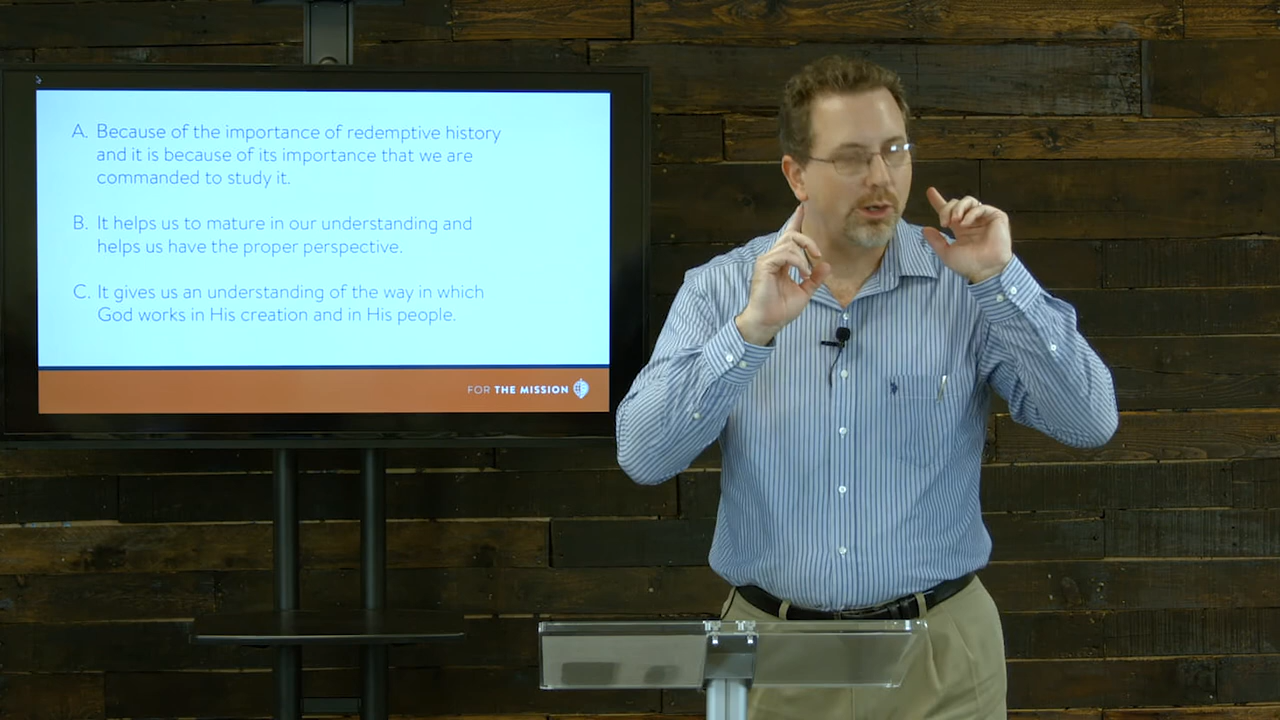 A. Because of the importance of redemptive history
and it is because of its importance that we are
commanded to study it.
B. It helps us to mature in our understanding and
helps us have the proper perspective.
C. It gives us an understanding of the way in which
God works in His creation and in His people.
FOR THE MISSION